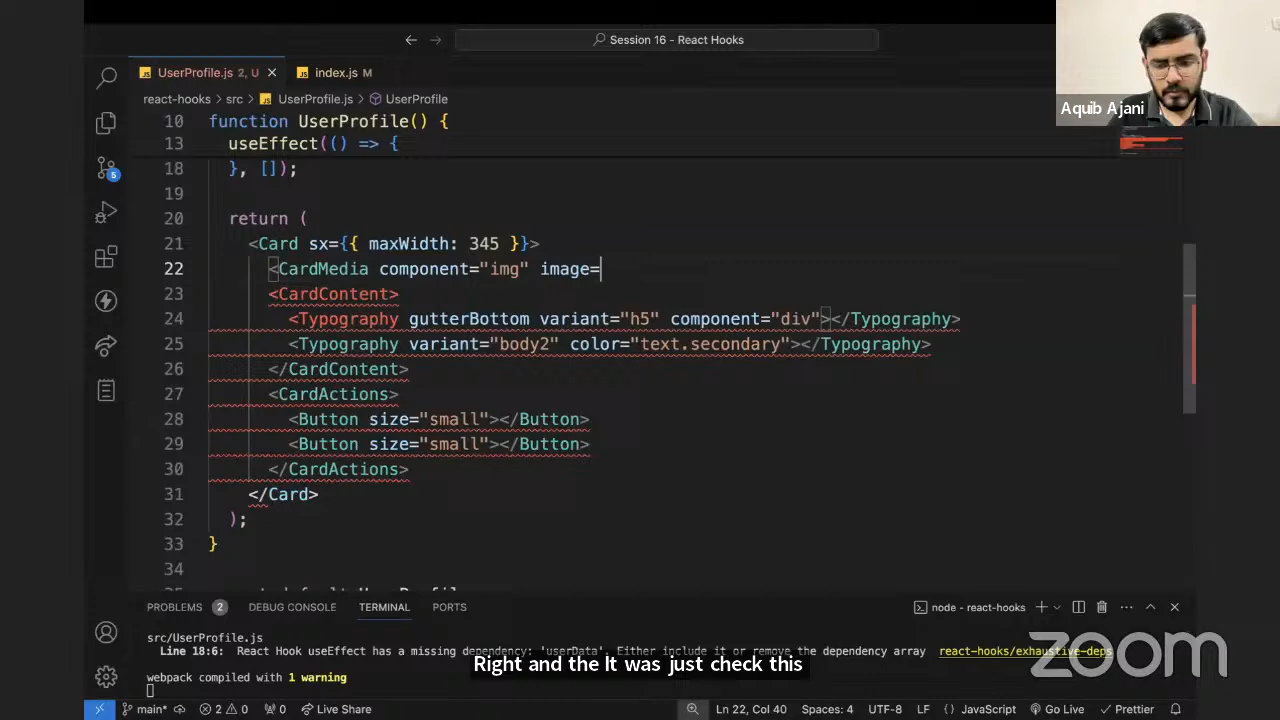 Session 16 - React Hooks
Aquib Ajani
UserProfile.js 2, U
index.js M
react-hooks > src > UserProfile.js > UserProfile
10 function UserProfile() {
13 useEffect(() => {
18 }, []);
19
20 return (
21 <Card sx={{ maxWidth: 345 }}>
22 <CardMedia component="img" image=
23 <CardContent>
24 <Typography gutterBottom variant="h5" component="div"></Typography>
25 <Typography variant="body2" color="text.secondary"></Typography>
26 </CardContent>
27 <CardActions>
28 <Button size="small"></Button>
29 <Button size="small"></Button>
30 </CardActions>
31 </Card>
32 );
33 }
34
5
PROBLEMS 2 DEBUG CONSOLE TERMINAL PORTS
node - react-hooks
src/UserProfile.js
Line 18:6: React Hook useEffect has a missing dependency: 'userData'. Either include it or remove the dependency array react-hooks/exhaustive-deps
webpack compiled with 1 warning
Right and the It was just check this
zoom
main* 2 0 0 Live Share Ln 22, Col 40 Spaces: 4 UTF-8 LF {} JavaScript Go Live Prettier